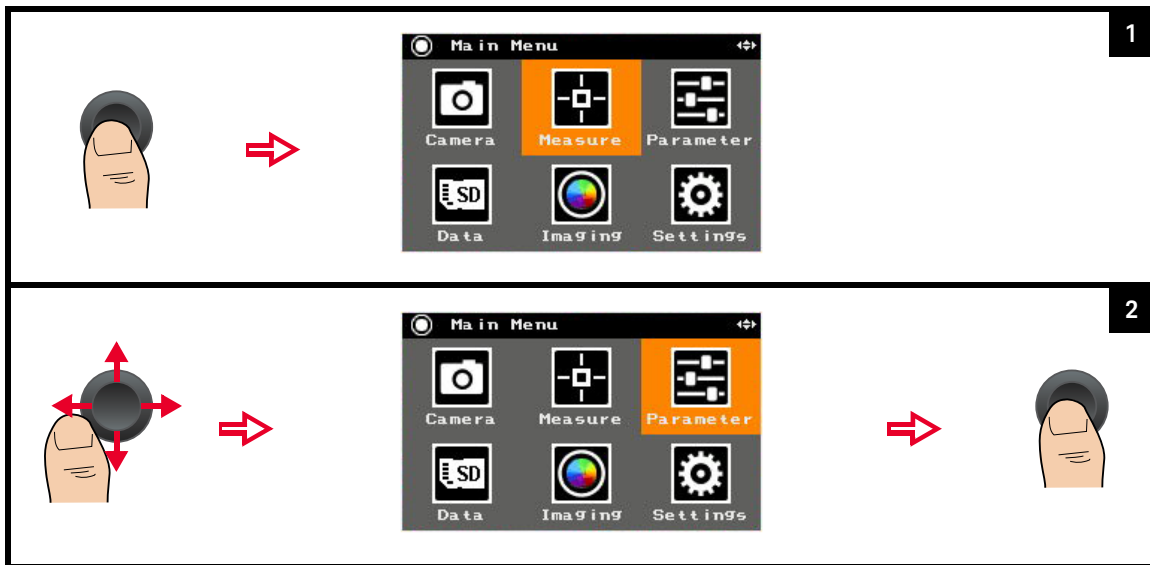 1
Main Menu
Camera Measure Parameter
SD
Data Imaging Settings
2
Main Menu
Camera Measure Parameter
SD
Data Imaging Settings